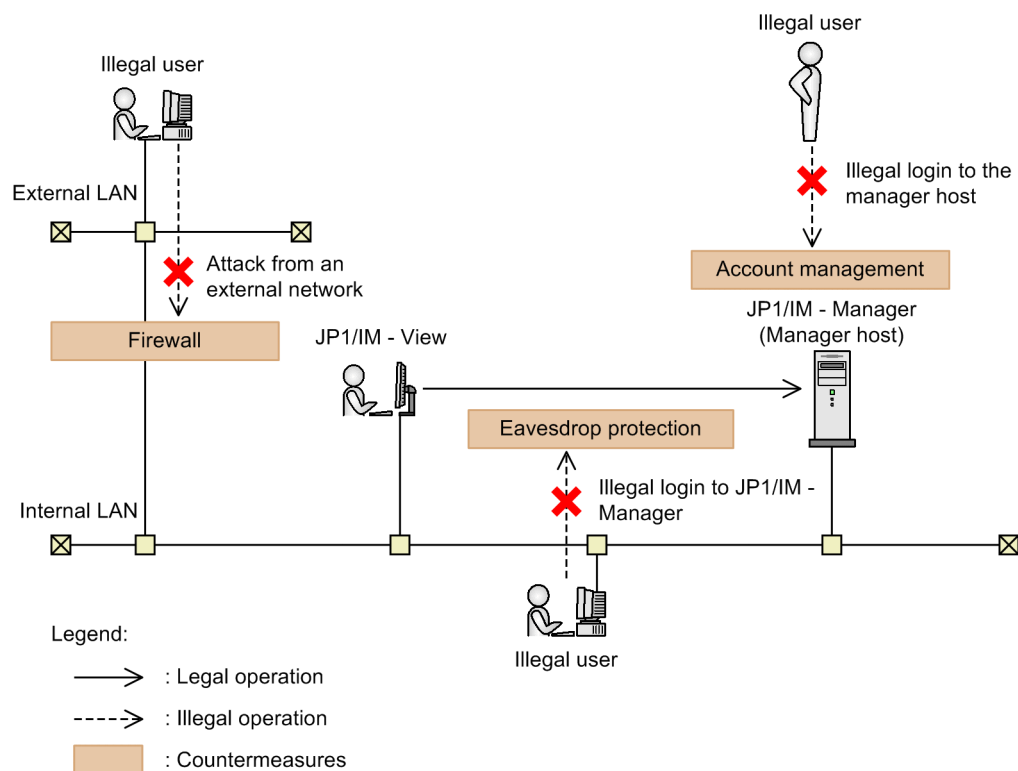 Illegal user
Illegal user
External LAN
Illegal login to the
manager host
Attack from an
external network
Account management
Firewall
JP1/IM - View
JP1/IM - Manager
(Manager host)
Eavesdrop protection
Internal LAN
Illegal login to JP1/IM -
Manager
Illegal user
Legend:
: Legal operation
: Illegal operation
: Countermeasures